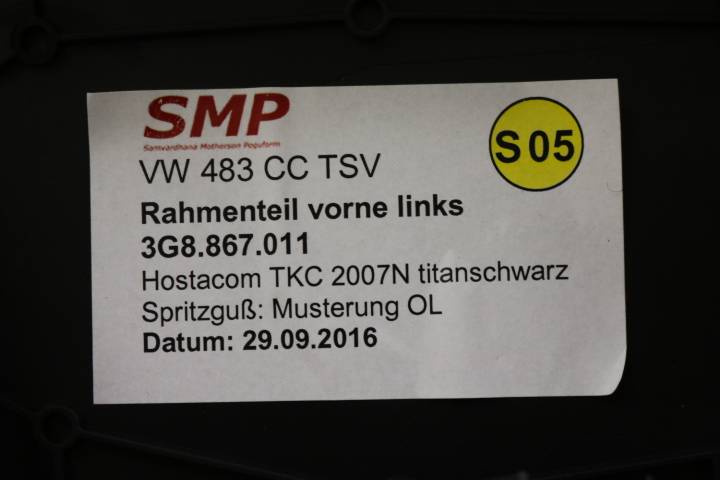 SMP
Samvardhana Motherson Peguform
VW 483 CC TSV
S 05
Rahmenteil vorne links
3G8.867.011
Hostacom TKC 2007N titanschwarz
Spritzguß: Musterung OL
Datum: 29.09.2016